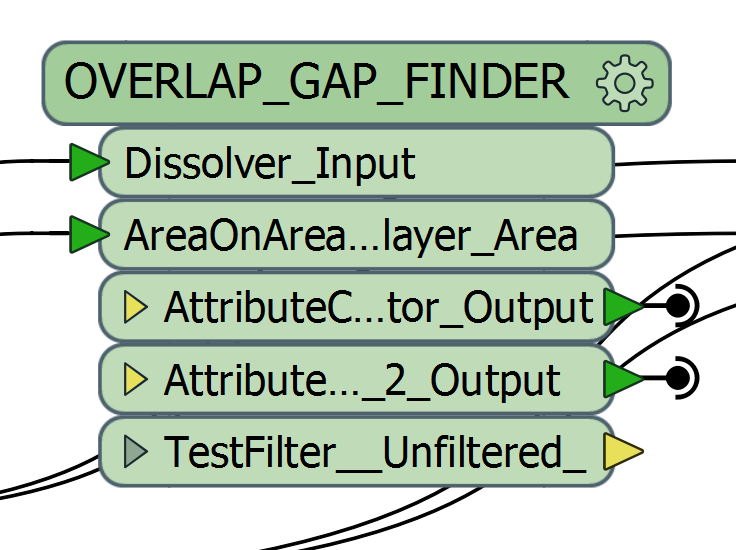 OVERLAP_GAP_FINDER
Dissolver_Input
AreaOnArea...layer_Area
AttributeC...tor_Output
Attribute..._2_Output
TestFilter__Unfiltered_